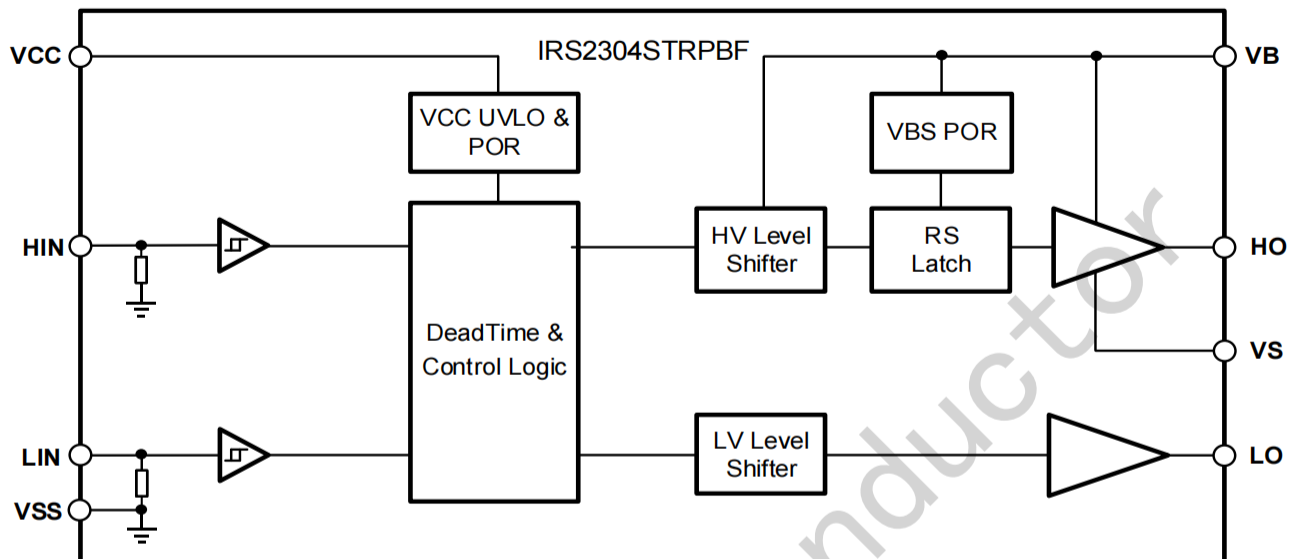 IRS2304STRPBF
VCC
VB
VCC UVLO &
POR
VBS POR
HIN
HV Level
Shifter
RS
Latch
HO
DeadTime &
Control Logic
VS
LIN
LV Level
Shifter
LO
VSS
nductor